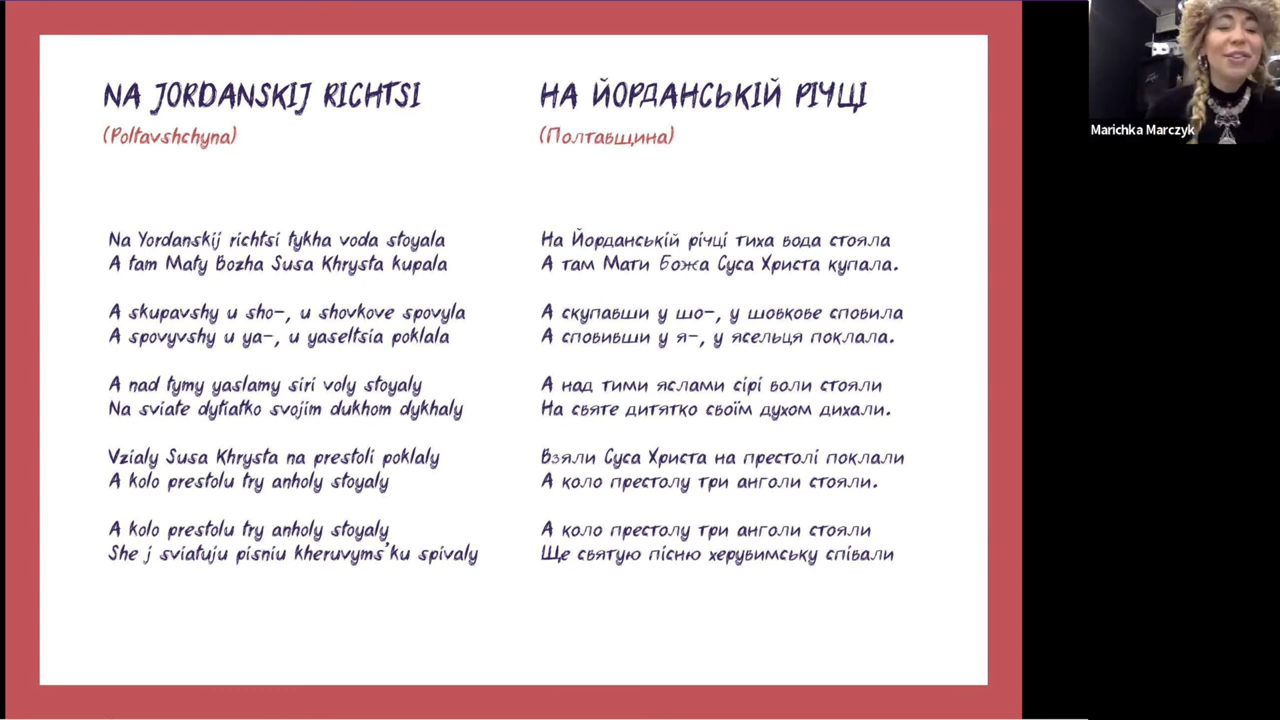 NA JORDANSKIJ RICHTSI
(Poltavshchyna)
Na Yordanskij richtsi tykha voda stoyala
A tam Maty Bozha Susa Khrysta kupala
A skupavshy u sho-, u shovkove spovyla
A spovyvshy u ya-, u yaseltsia poklala
A nad tymy yaslamy siri voly stoyaly
Na sviate dytiatko svojim dukhom dykhaly
Vzialy Susa Khrysta na prestoli poklaly
A kolo prestolu try anholy stoyaly
A kolo prestolu try anholy stoyaly
She j sviatuju pisniu kheruvyms'ku spivaly
НА ЙОРДАНСЬКІЙ РІЧЦІ
(Полтавщина)
На Йорданській річці тиха вода стояла
А там Мати Божа Суса Христа купала.
А скупавши у шо-, у шовкове сповила
А сповивши у я-, у ясельця поклала.
А над тими яслами сірі воли стояли
На святе дитятко своїм духом дихали.
Взяли Суса Христа на престолі поклали
А коло престолу три анголи стояли.
А коло престолу три анголи стояли
Ще святую пісню херувимську співали
Marichka Marczyk